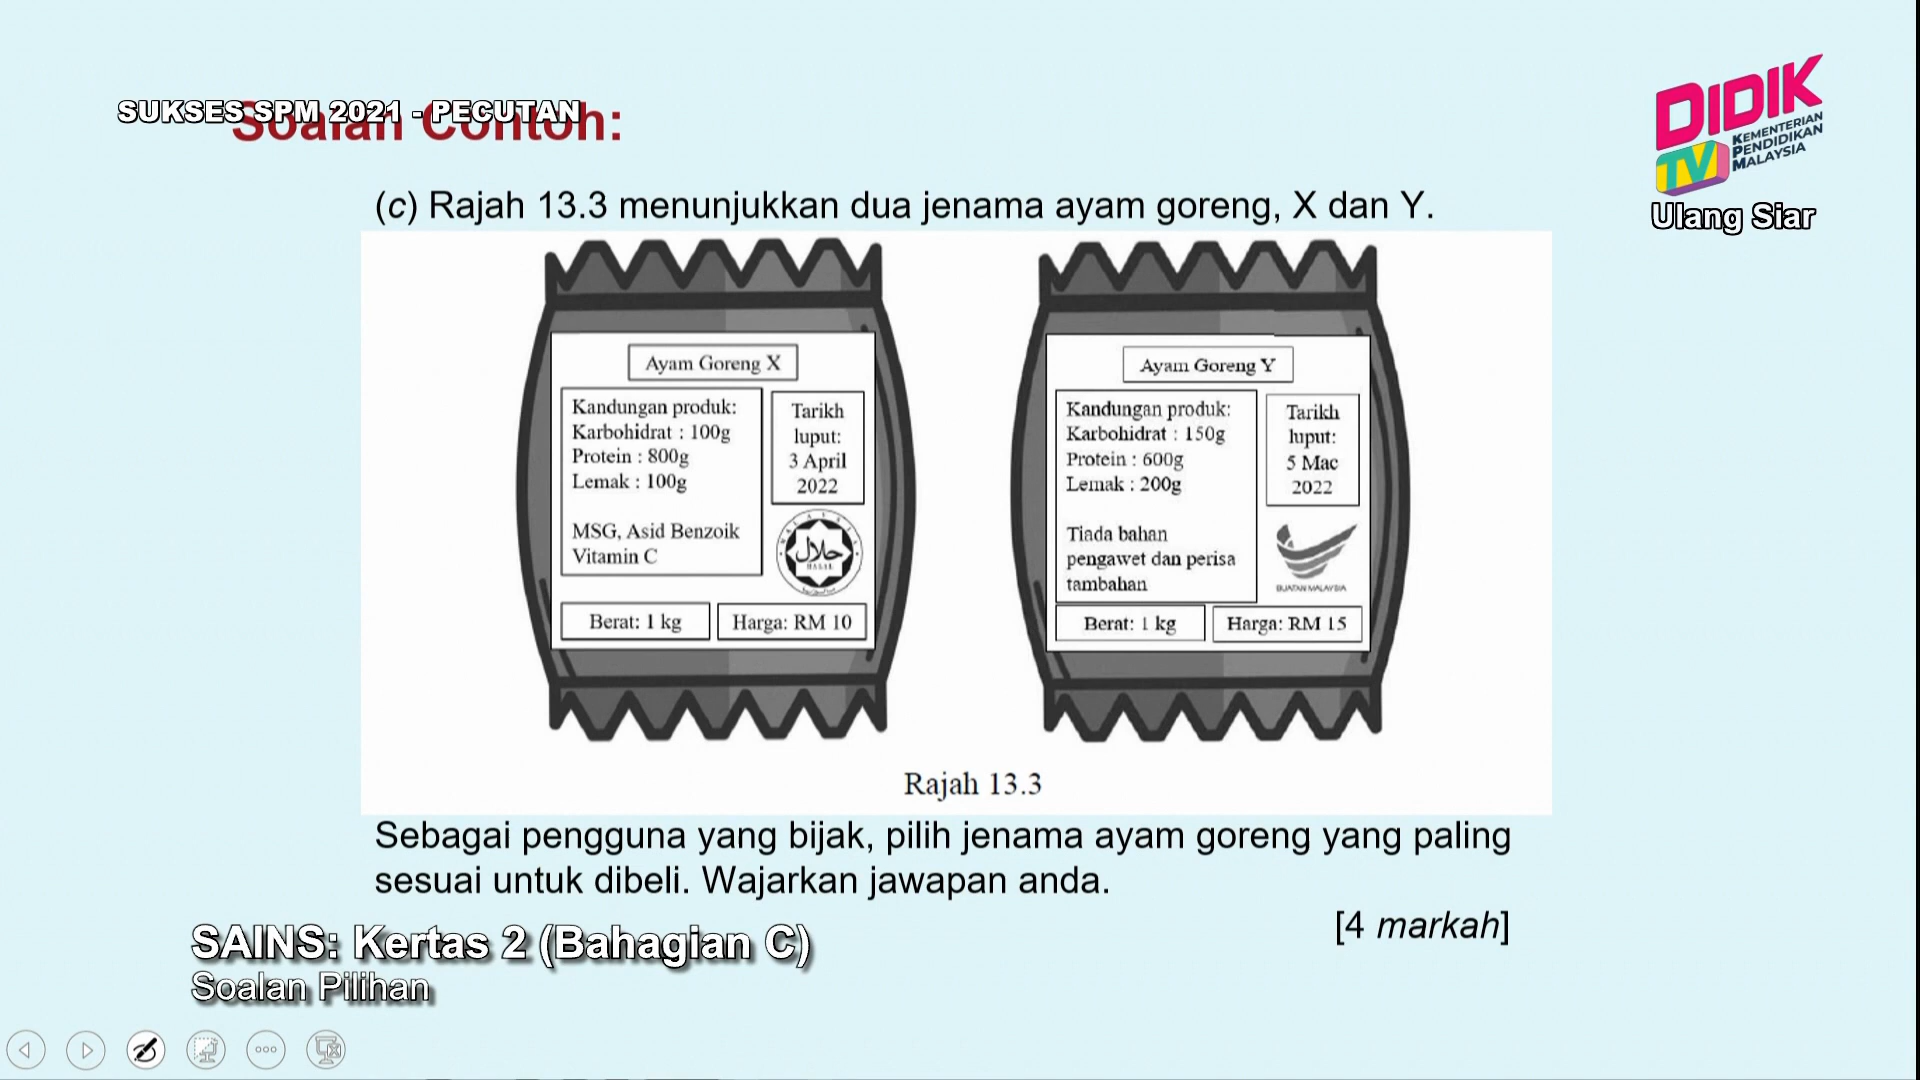 SUKSES SPM 2021 - PECUTAN
Soalan Contoh:
DIDIK
TV
KEMENTERIAN
PENDIDIKAN
MALAYSIA
Ulang Siar
(c) Rajah 13.3 menunjukkan dua jenama ayam goreng, X dan Y.
Ayam Goreng X
Kandungan produk:
Karbohidrat : 100g
Protein : 800g
Lemak : 100g
MSG, Asid Benzoik
Vitamin C
Tarikh
luput:
3 April
2022
MALAYSIA
حلال
HALAL
Berat: 1 kg
Harga: RM 10
Ayam Goreng Y
Kandungan produk:
Karbohidrat : 150g
Protein : 600g
Lemak : 200g
Tiada bahan
pengawet dan perisa
tambahan
Tarikh
luput:
5 Mac
2022
BUATAN MALAYSIA
Berat: 1 kg
Harga: RM 15
Rajah 13.3
Sebagai pengguna yang bijak, pilih jenama ayam goreng yang paling
sesuai untuk dibeli. Wajarkan jawapan anda.
[4 markah]
SAINS: Kertas 2 (Bahagian C)
Soalan Pilihan